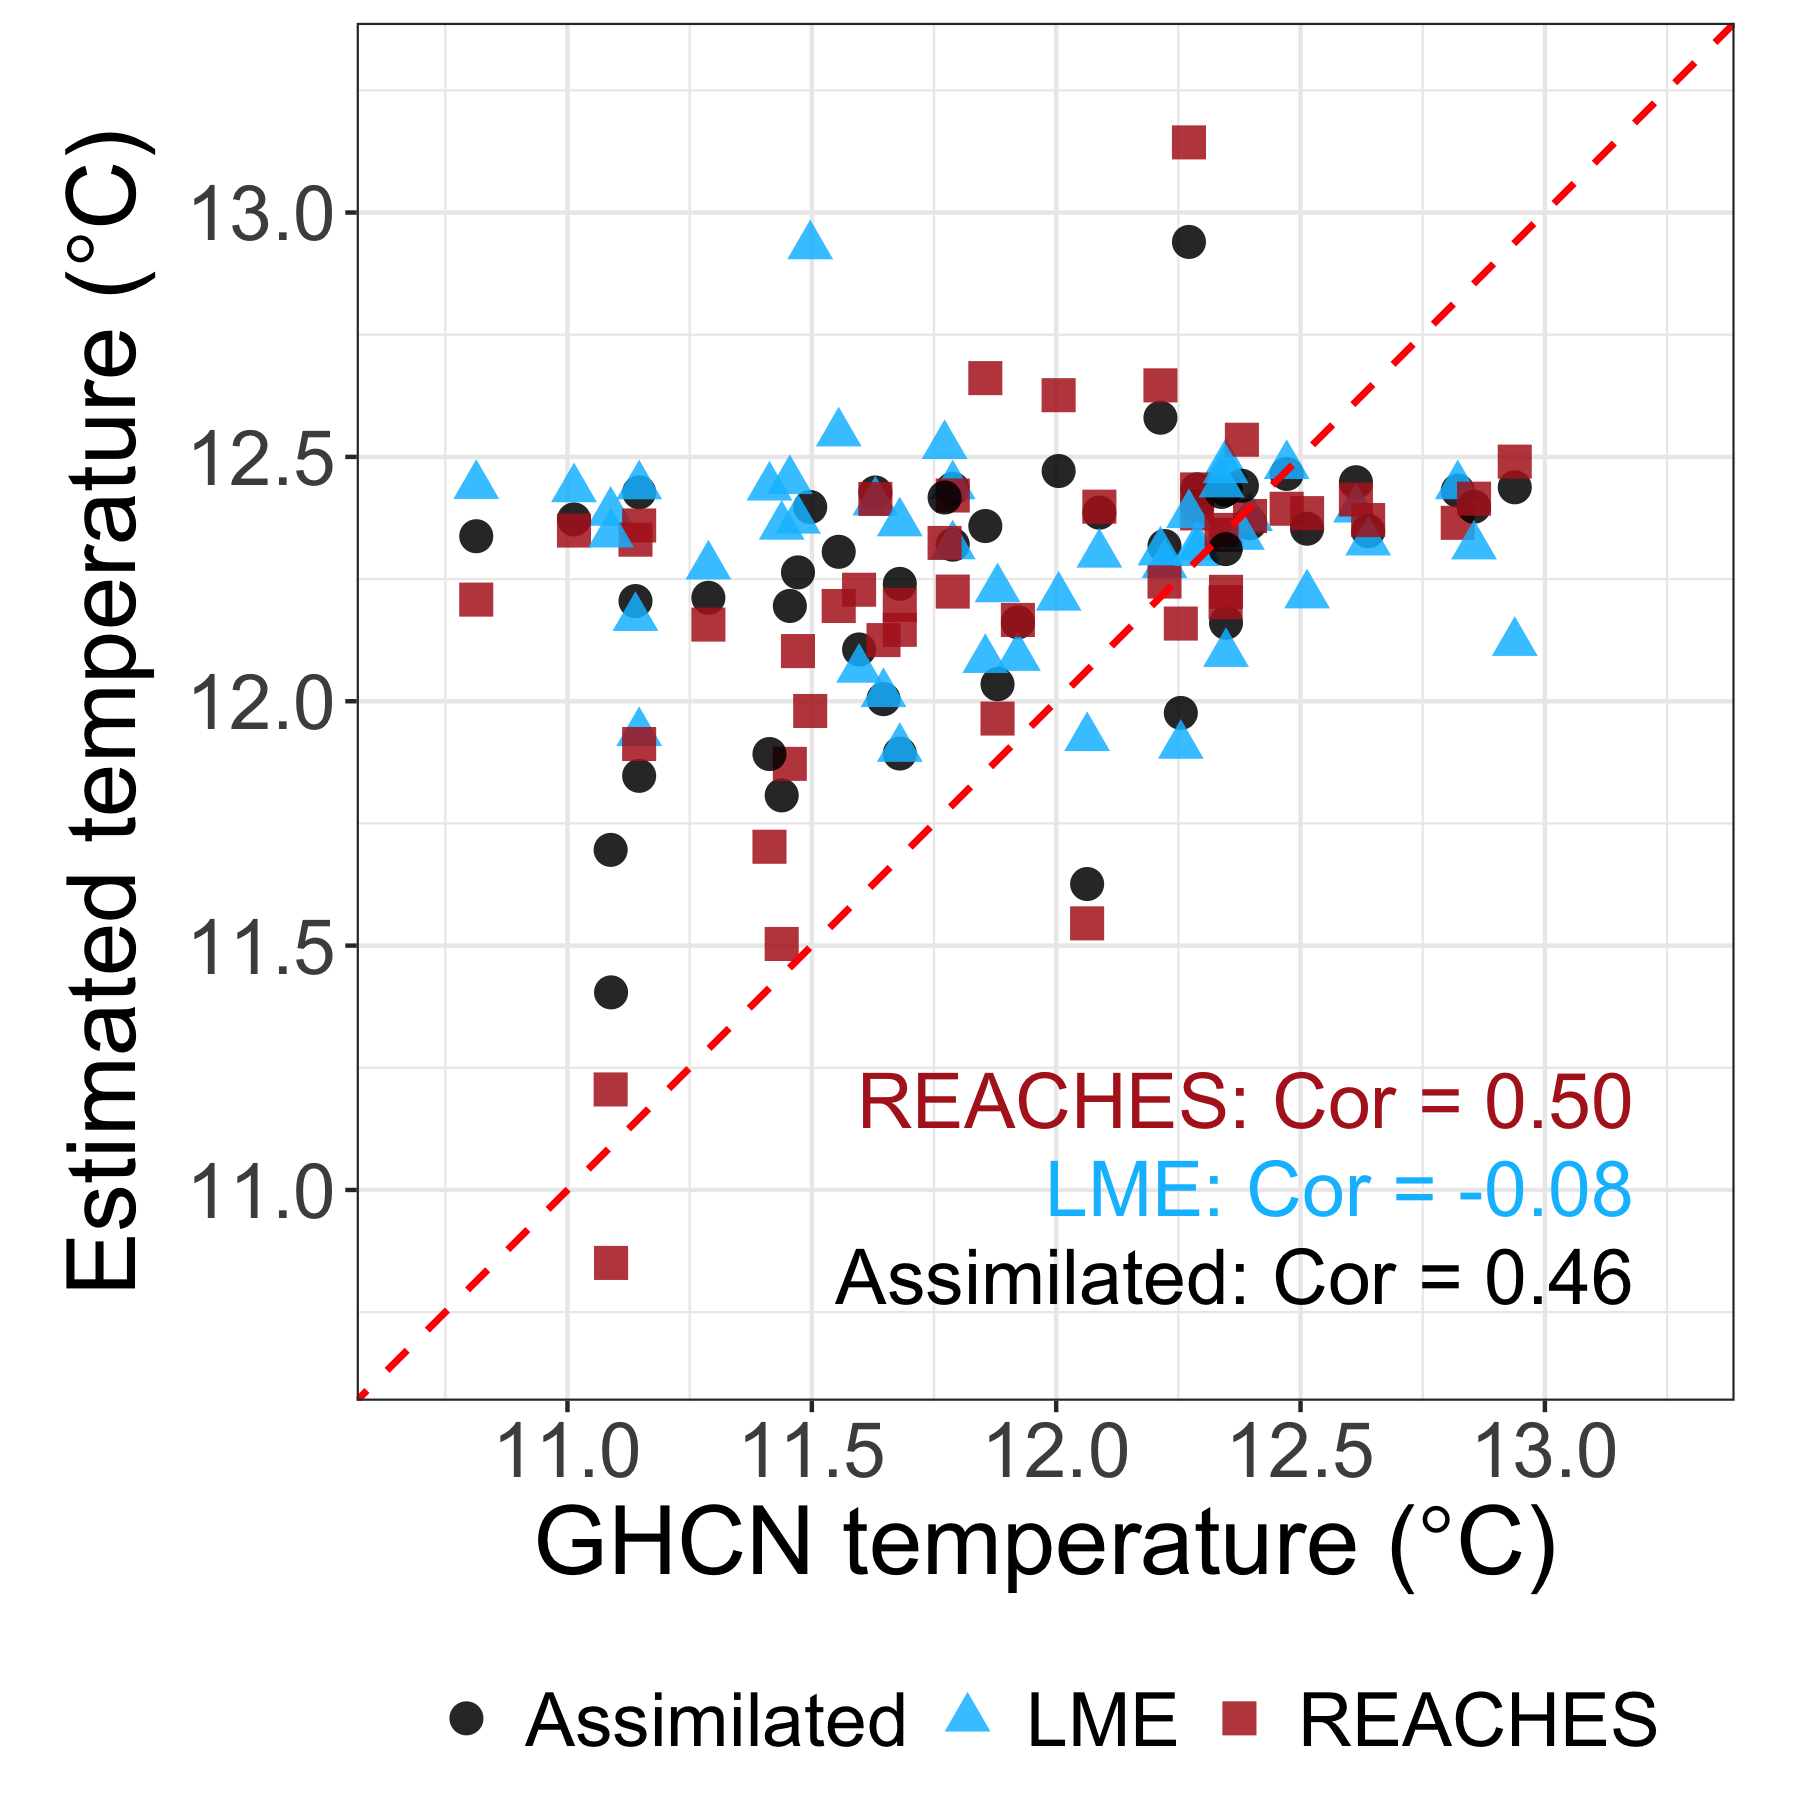 Estimated temperature (°C)
13.0
12.5
12.0
11.5
11.0
REACHES: Cor = 0.50
LME: Cor = -0.08
Assimilated: Cor = 0.46
11.0 11.5 12.0 12.5 13.0
GHCN temperature (°C)
Assimilated LME REACHES